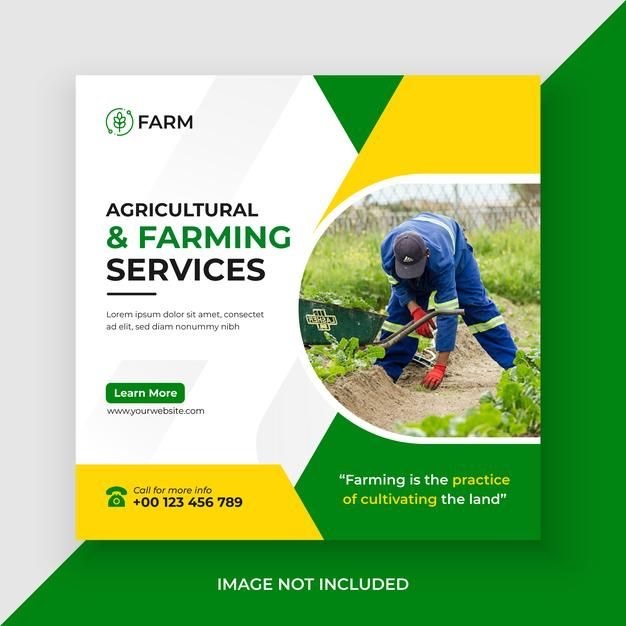 FARM
AGRICULTURAL
& FARMING
SERVICES
Lorem ipsum dolor sit amet, consectet
ad elit, sed diam nonummy nibh
Learn More
www.yourwebsite.com
Call for more info
+00 123 456 789
“Farming is the practice
of cultivating the land”
IMAGE NOT INCLUDED